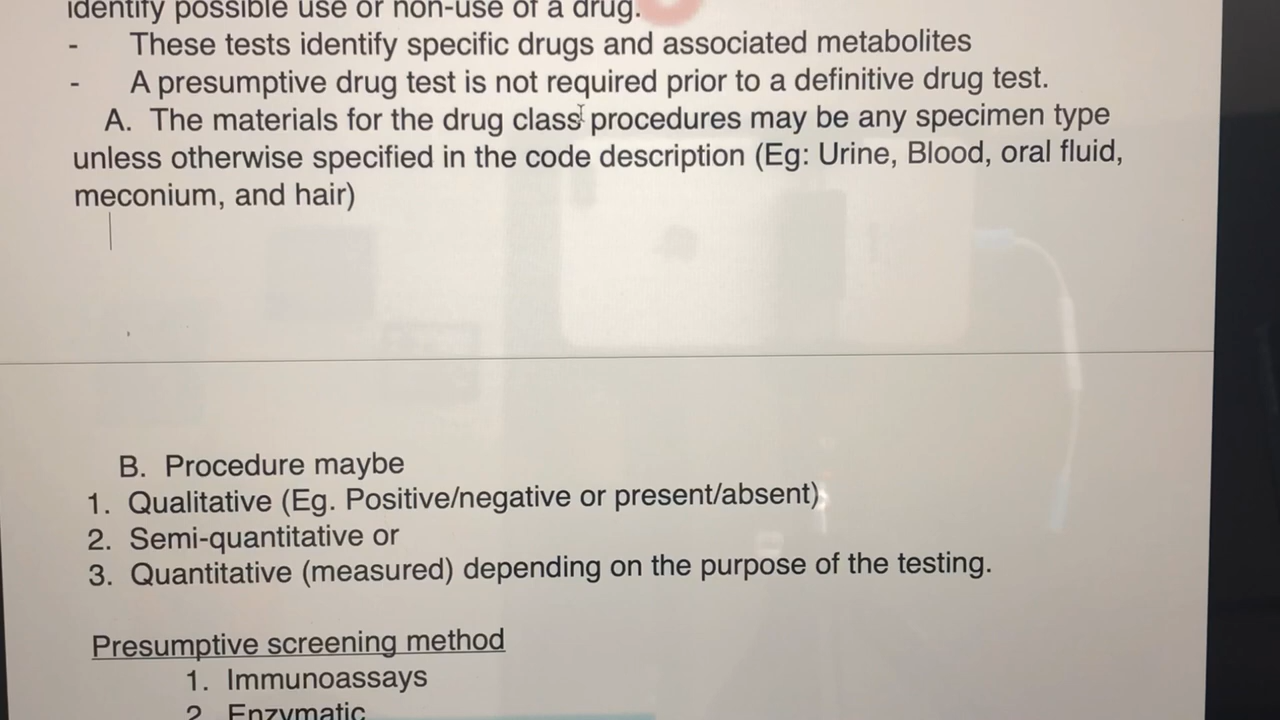 identify possible use or non-use of a drug.
- These tests identify specific drugs and associated metabolites
- A presumptive drug test is not required prior to a definitive drug test.
A. The materials for the drug class procedures may be any specimen type
unless otherwise specified in the code description (Eg: Urine, Blood, oral fluid,
meconium, and hair)
B. Procedure maybe
1. Qualitative (Eg. Positive/negative or present/absent)
2. Semi-quantitative or
3. Quantitative (measured) depending on the purpose of the testing.
Presumptive screening method
1. Immunoassays
2. Enzymatic